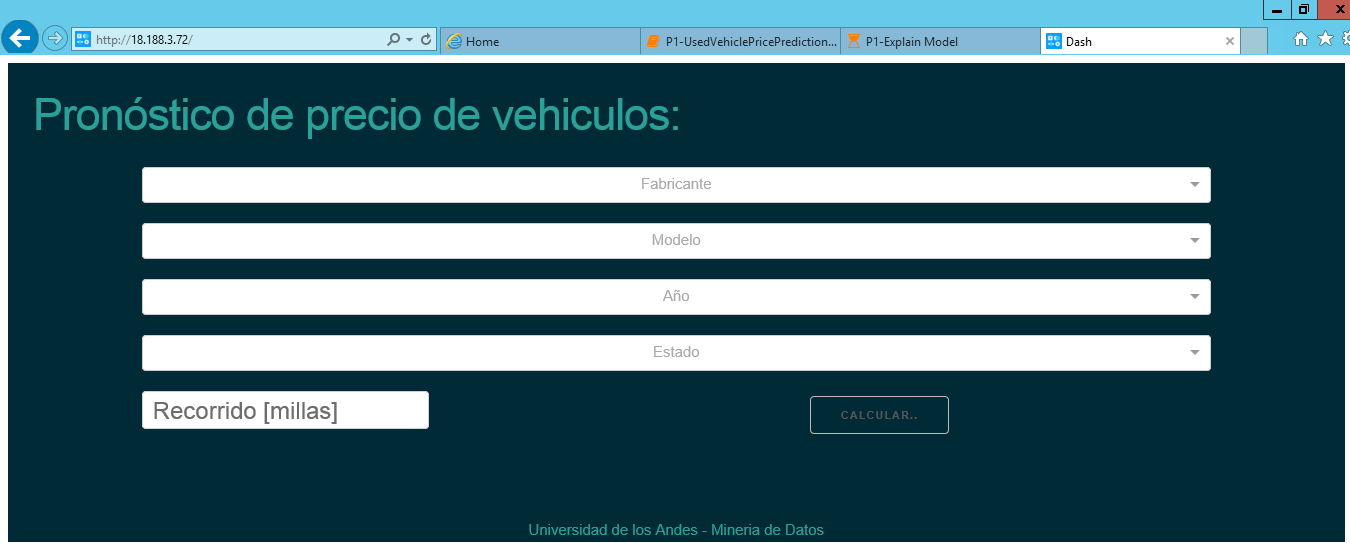 http://18.188.3.72/
Home
P1-UsedVehiclePricePrediction...
P1-Explain Model
Dash
Pronóstico de precio de vehiculos:
Fabricante
Modelo
Año
Estado
Recorrido [millas]
CALCULAR..
Universidad de los Andes - Mineria de Datos